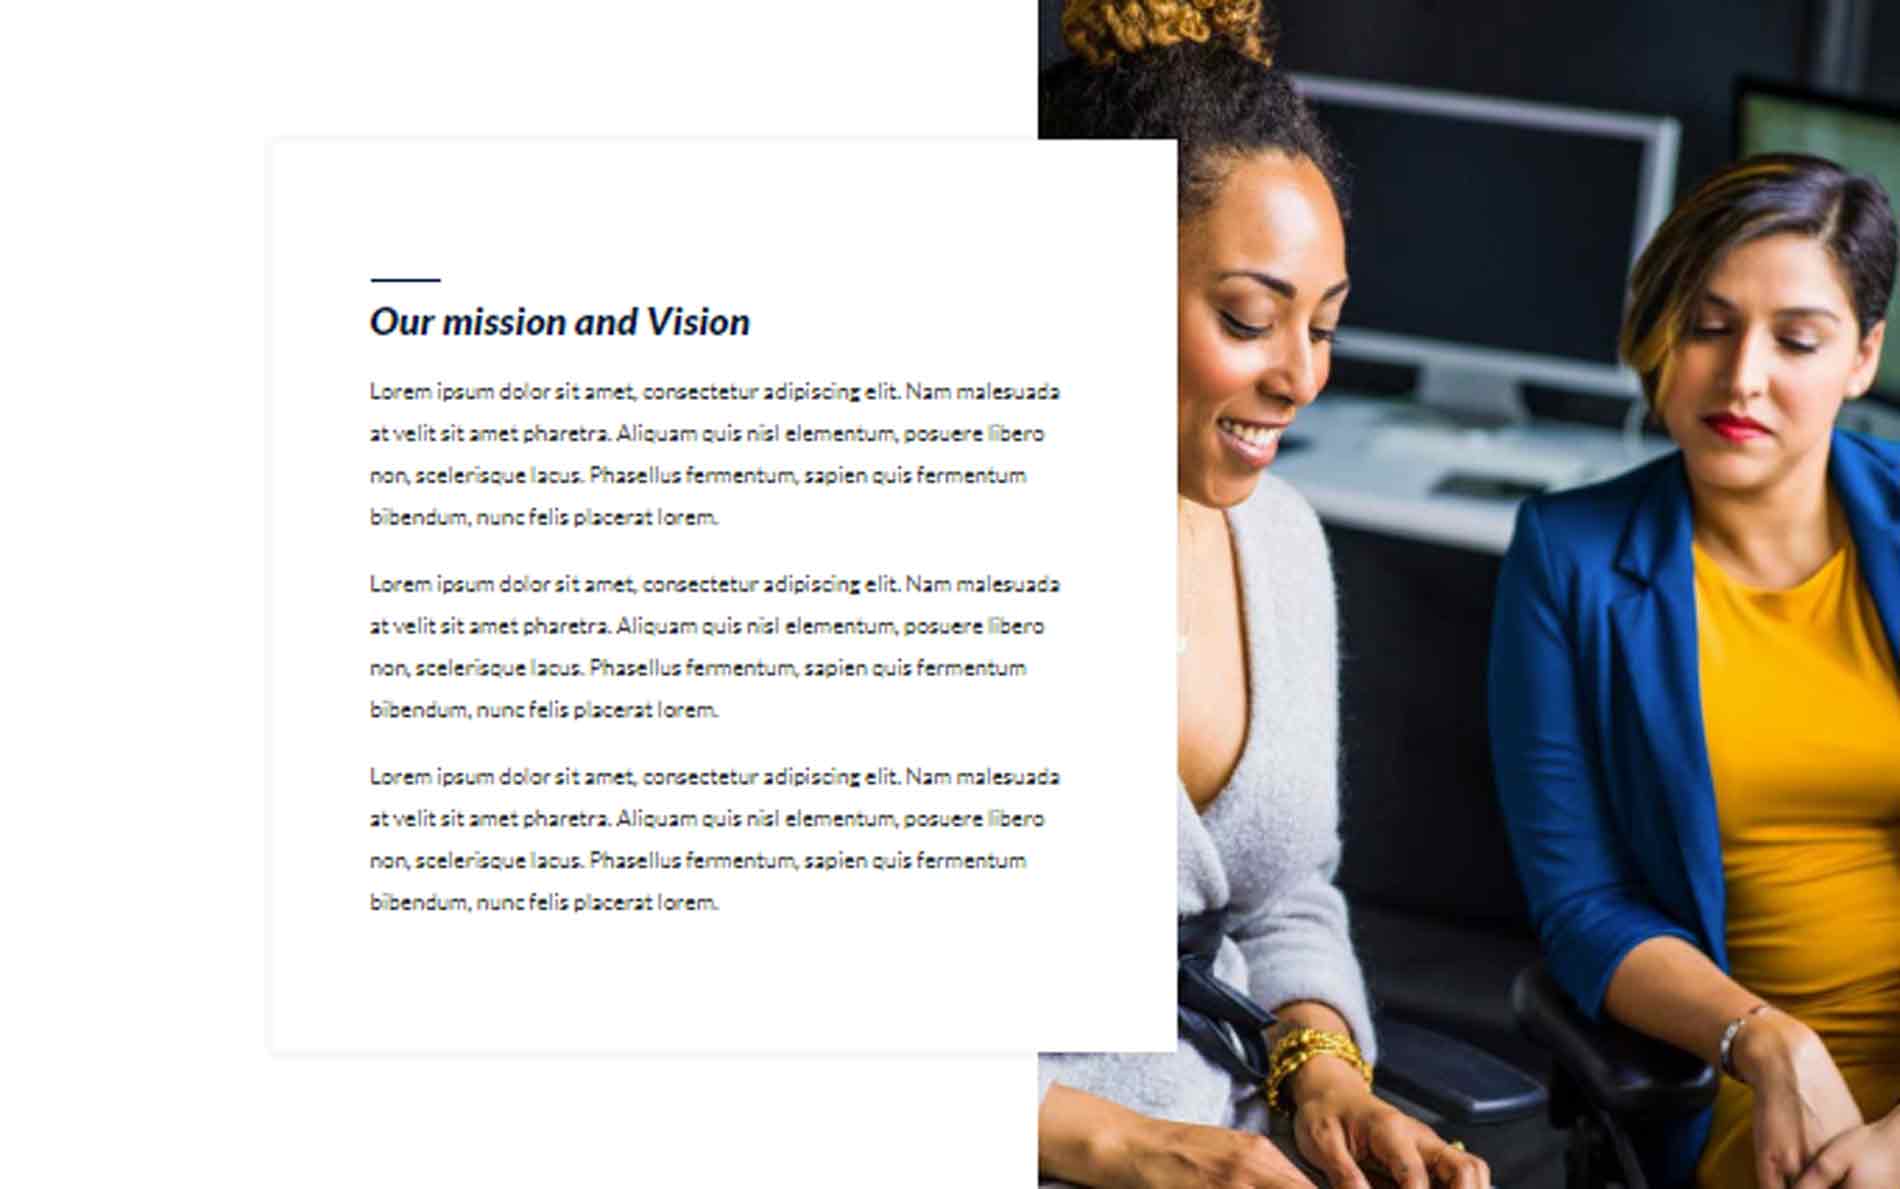 Our mission and Vision
Lorem ipsum dolor sit amet, consectetur adipiscing elit. Nam malesuada
at velit sit amet pharetra. Aliquam quis nisl elementum, posuere libero
non, scelerisque lacus. Phasellus fermentum, sapien quis fermentum
bibendum, nunc felis placerat lorem.
Lorem ipsum dolor sit amet, consectetur adipiscing elit. Nam malesuada
at velit sit amet pharetra. Aliquam quis nisl elementum, posuere libero
non, scelerisque lacus. Phasellus fermentum, sapien quis fermentum
bibendum, nunc felis placerat lorem.
Lorem ipsum dolor sit amet, consectetur adipiscing elit. Nam malesuada
at velit sit amet pharetra. Aliquam quis nisl elementum, posuere libero
non, scelerisque lacus. Phasellus fermentum, sapien quis fermentum
bibendum, nunc felis placerat lorem.